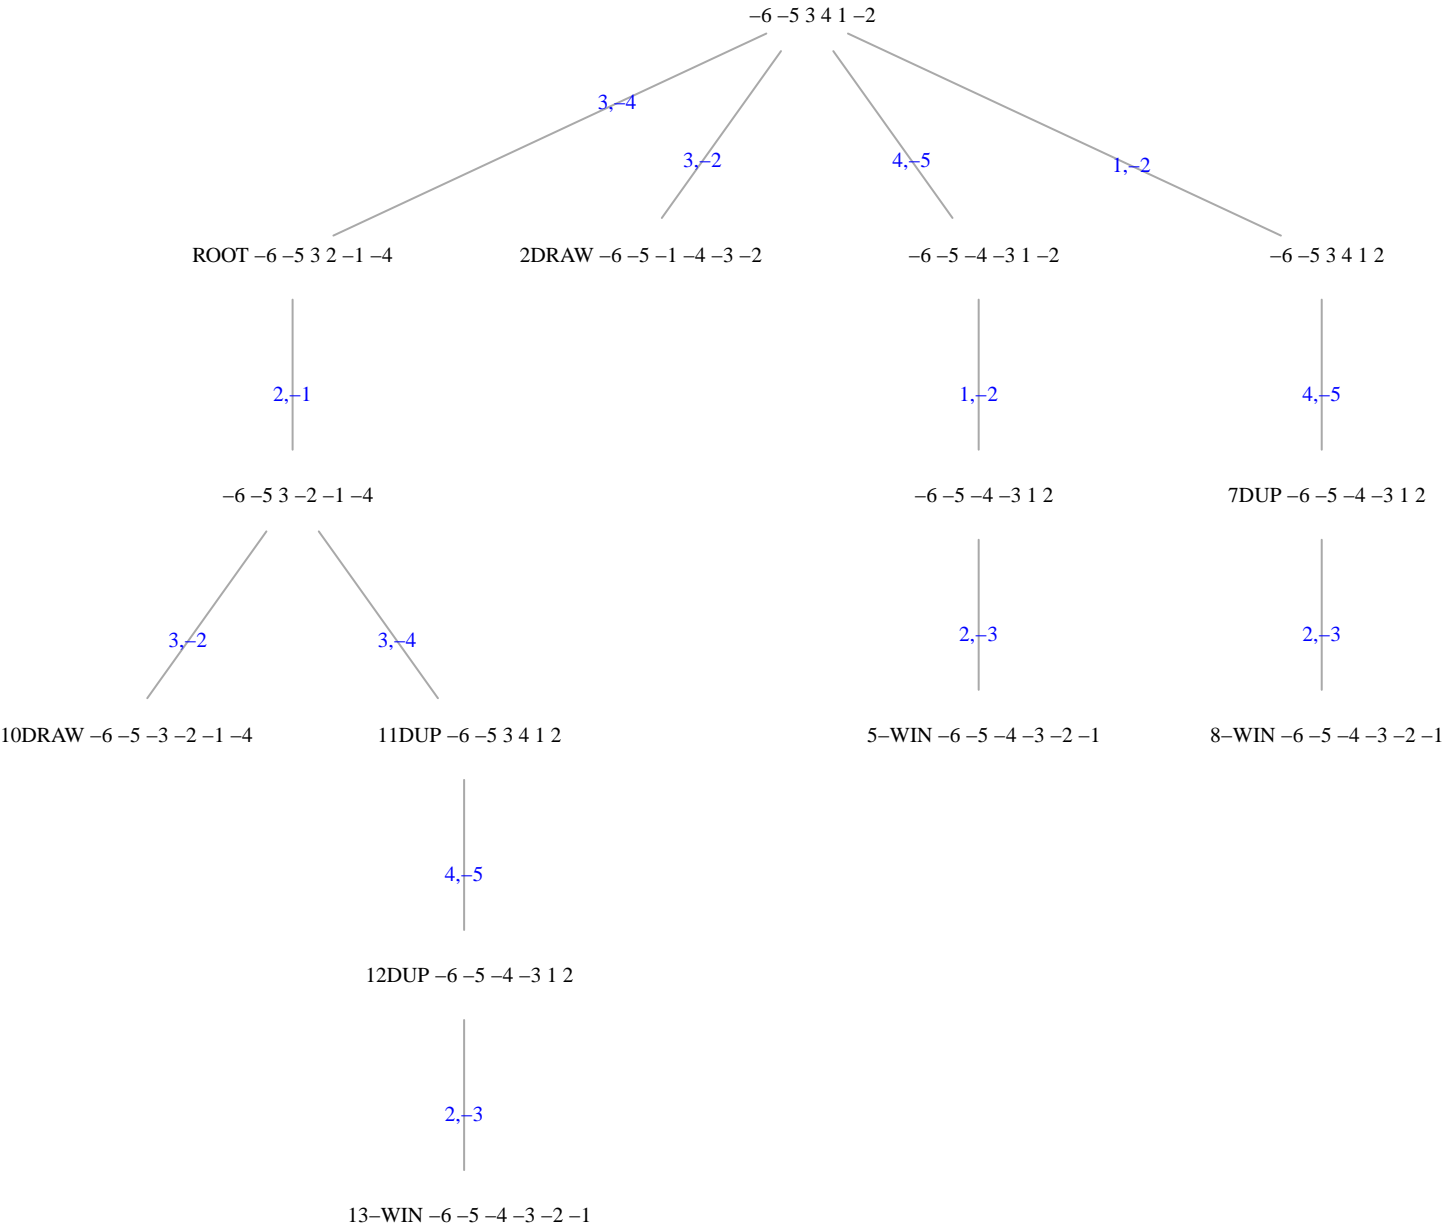 –6 –5 3 4 1 –2
3,–4
3,–2
4,–5
1,–2
ROOT –6 –5 3 2 –1 –4
2DRAW –6 –5 –1 –4 –3 –2
–6 –5 –4 –3 1 –2
–6 –5 3 4 1 2
2,–1
1,–2
4,–5
–6 –5 3 –2 –1 –4
–6 –5 –4 –3 1 2
7DUP –6 –5 –4 –3 1 2
3,–2
3,–4
2,–3
2,–3
10DRAW –6 –5 –3 –2 –1 –4
11DUP –6 –5 3 4 1 2
5–WIN –6 –5 –4 –3 –2 –1
8–WIN –6 –5 –4 –3 –2 –1
4,–5
12DUP –6 –5 –4 –3 1 2
2,–3
13–WIN –6 –5 –4 –3 –2 –1